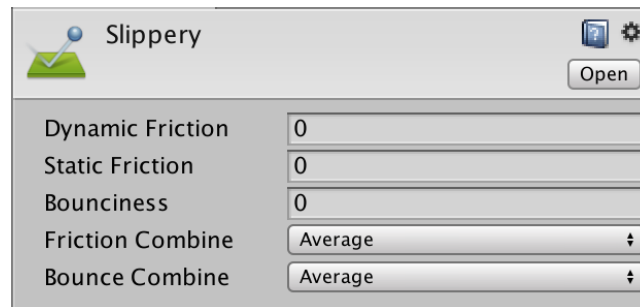 Slippery
Open
Dynamic Friction 0
Static Friction 0
Bounciness 0
Friction Combine Average
Bounce Combine Average